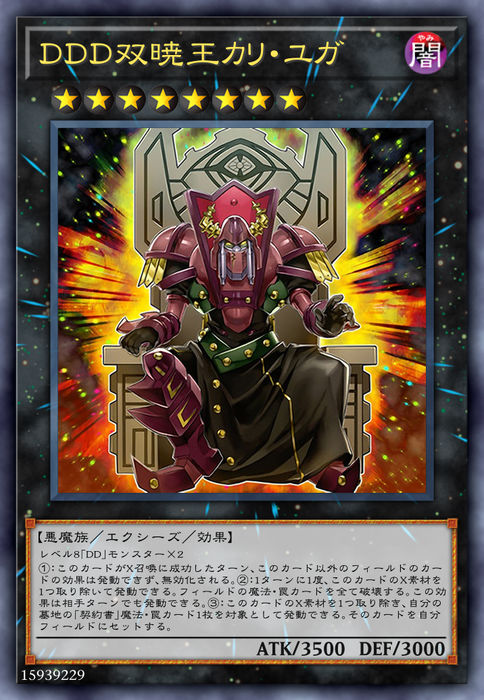 DDD双暁王カリ・ユガ
やみ
闇
【悪魔族／エクシーズ／効果】
レベル8「DD」モンスター×2
①：このカードがX召喚に成功したターン、このカード以外のフィールドのカー
ドの効果は発動できず、無効化される。②：1ターンに1度、このカードのX素材を
1つ取り除いて発動できる。フィールドの魔法・罠カードを全て破壊する。この効
果は相手ターンでも発動できる。③：このカードのX素材を1つ取り除き、自分の
墓地の「契約書」魔法・罠カード1枚を対象として発動できる。そのカードを自分
フィールドにセットする。
ATK/3500 DEF/3000
15939229